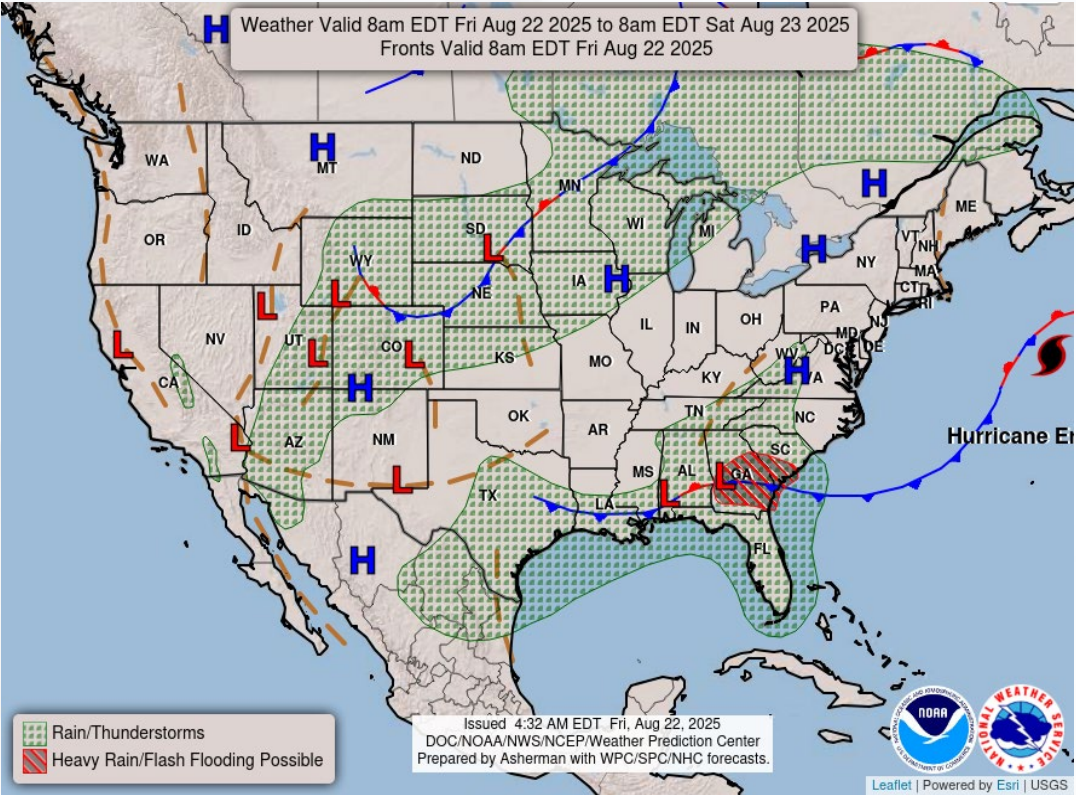 Weather Valid 8am EDT Fri Aug 22 2025 to 8am EDT Sat Aug 23 2025
Fronts Valid 8am EDT Fri Aug 22 2025
H
H
MT
WA
ND
MN
H
ME
OR
ID
SD
L
WI
MI
VT
NH
H
NY
MA
CT
RI
WY
L
NE
IA
H
L
PA
NJ
MD
DE
DC
NV
UT
L
CO
L
IL
IN
OH
WV
VA
H
L
CA
KS
MO
KY
H
AZ
L
NM
OK
AR
TN
NC
Hurricane Er
L
TX
LA
MS
AL
L
L
GA
SC
H
FL
Rain/Thunderstorms
Heavy Rain/Flash Flooding Possible
Issued 4:32 AM EDT Fri, Aug 22, 2025
DOC/NOAA/NWS/NCEP/Weather Prediction Center
Prepared by Asherman with WPC/SPC/NHC forecasts.
NOAA
NATIONAL WEATHER SERVICE
Leaflet | Powered by Esri | USGS